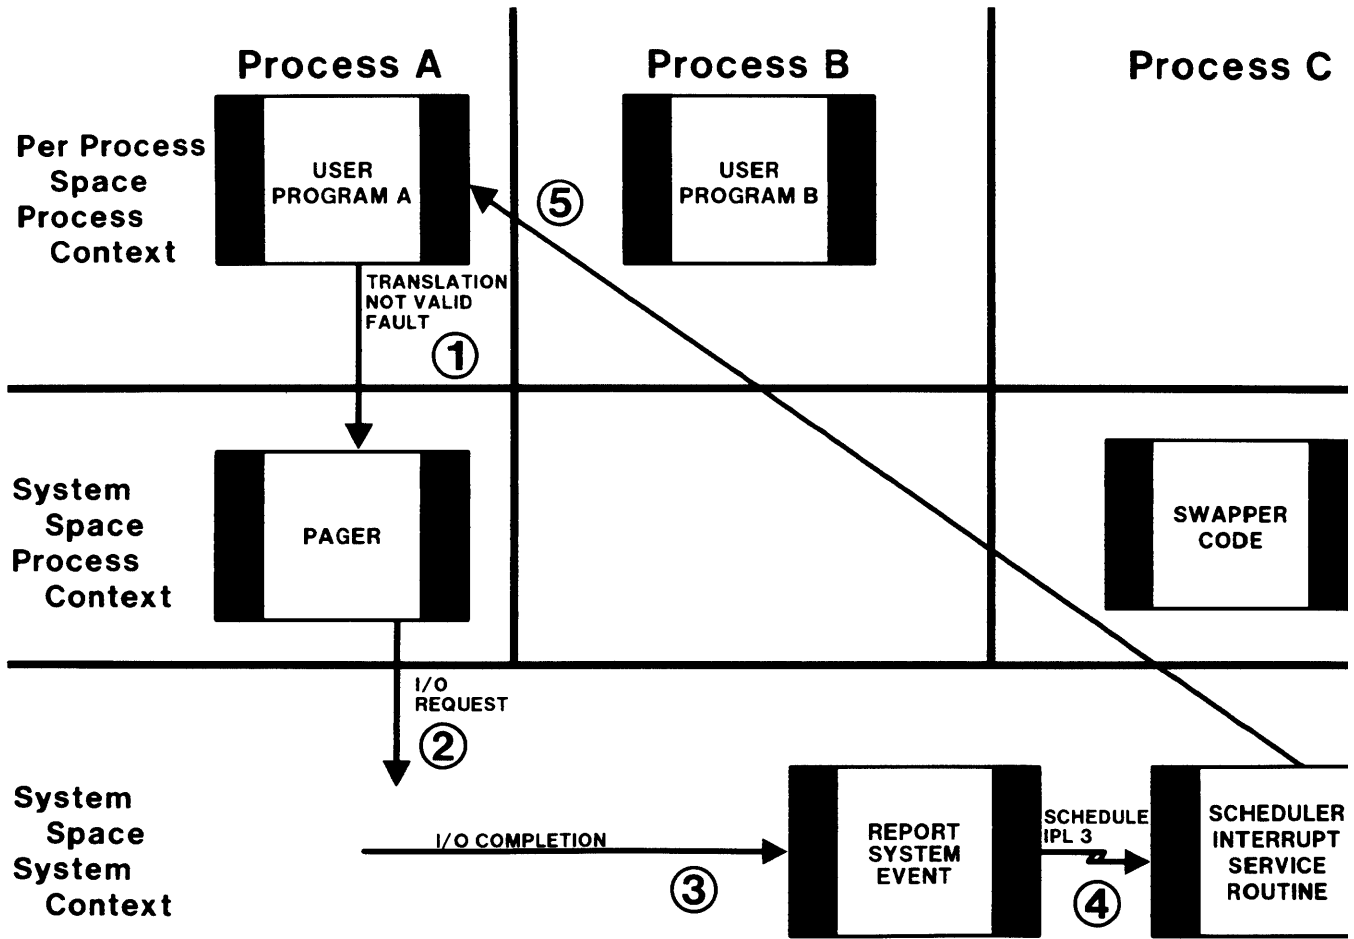 Process A
Process B
Process C
Per Process
Space
Process
Context
USER
PROGRAM A
USER
PROGRAM B
5
TRANSLATION
NOT VALID
FAULT
1
System
Space
Process
Context
PAGER
SWAPPER
CODE
I/O
REQUEST
2
System
Space
System
Context
I/O COMPLETION
3
REPORT
SYSTEM
EVENT
SCHEDULE
IPL 3
4
SCHEDULER
INTERRUPT
SERVICE
ROUTINE